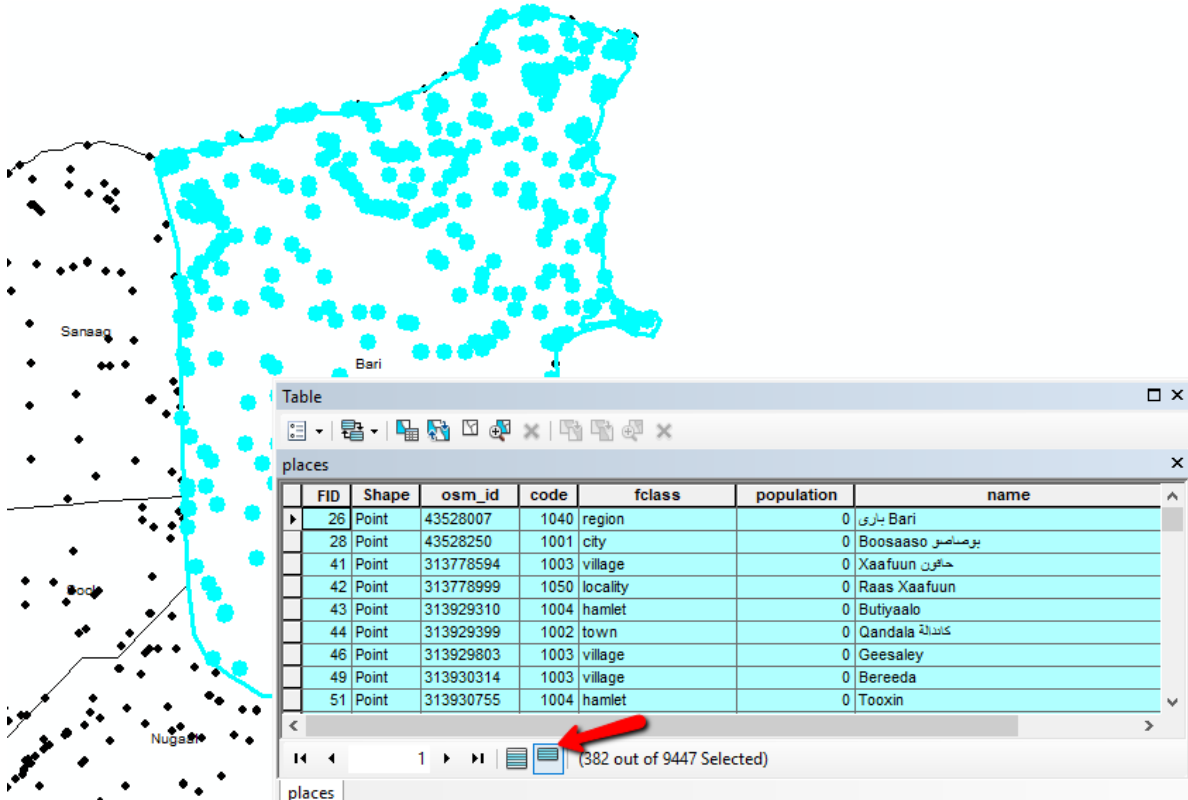 Sanaag
Bari
Sool
Nugaal
Table
places
FID Shape osm_id code fclass population name
26 Point 43528007 1040 region 0 Bari بارى
28 Point 43528250 1001 city 0 Boosaaso بوصاصو
41 Point 313778594 1003 village 0 Xaafuun حافون
42 Point 313778999 1050 locality 0 Raas Xaafuun
43 Point 313929310 1004 hamlet 0 Butiyaalo
44 Point 313929399 1002 town 0 Qandala كاندالة
46 Point 313929803 1003 village 0 Geesaley
49 Point 313930314 1003 village 0 Bereeda
51 Point 313930755 1004 hamlet 0 Tooxin
1 (382 out of 9447 Selected)
places